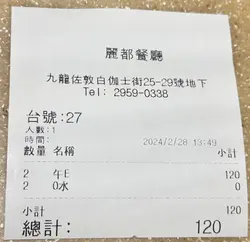 麗都餐廳
九龍佐敦白伽士街25-29號地下
Tel: 2959-0338
台號:27
人數:1
時間: 2024/2/28 13:49
數量 名稱 小計
2 午E 120
2 0水 0
小計 120
總計: 120